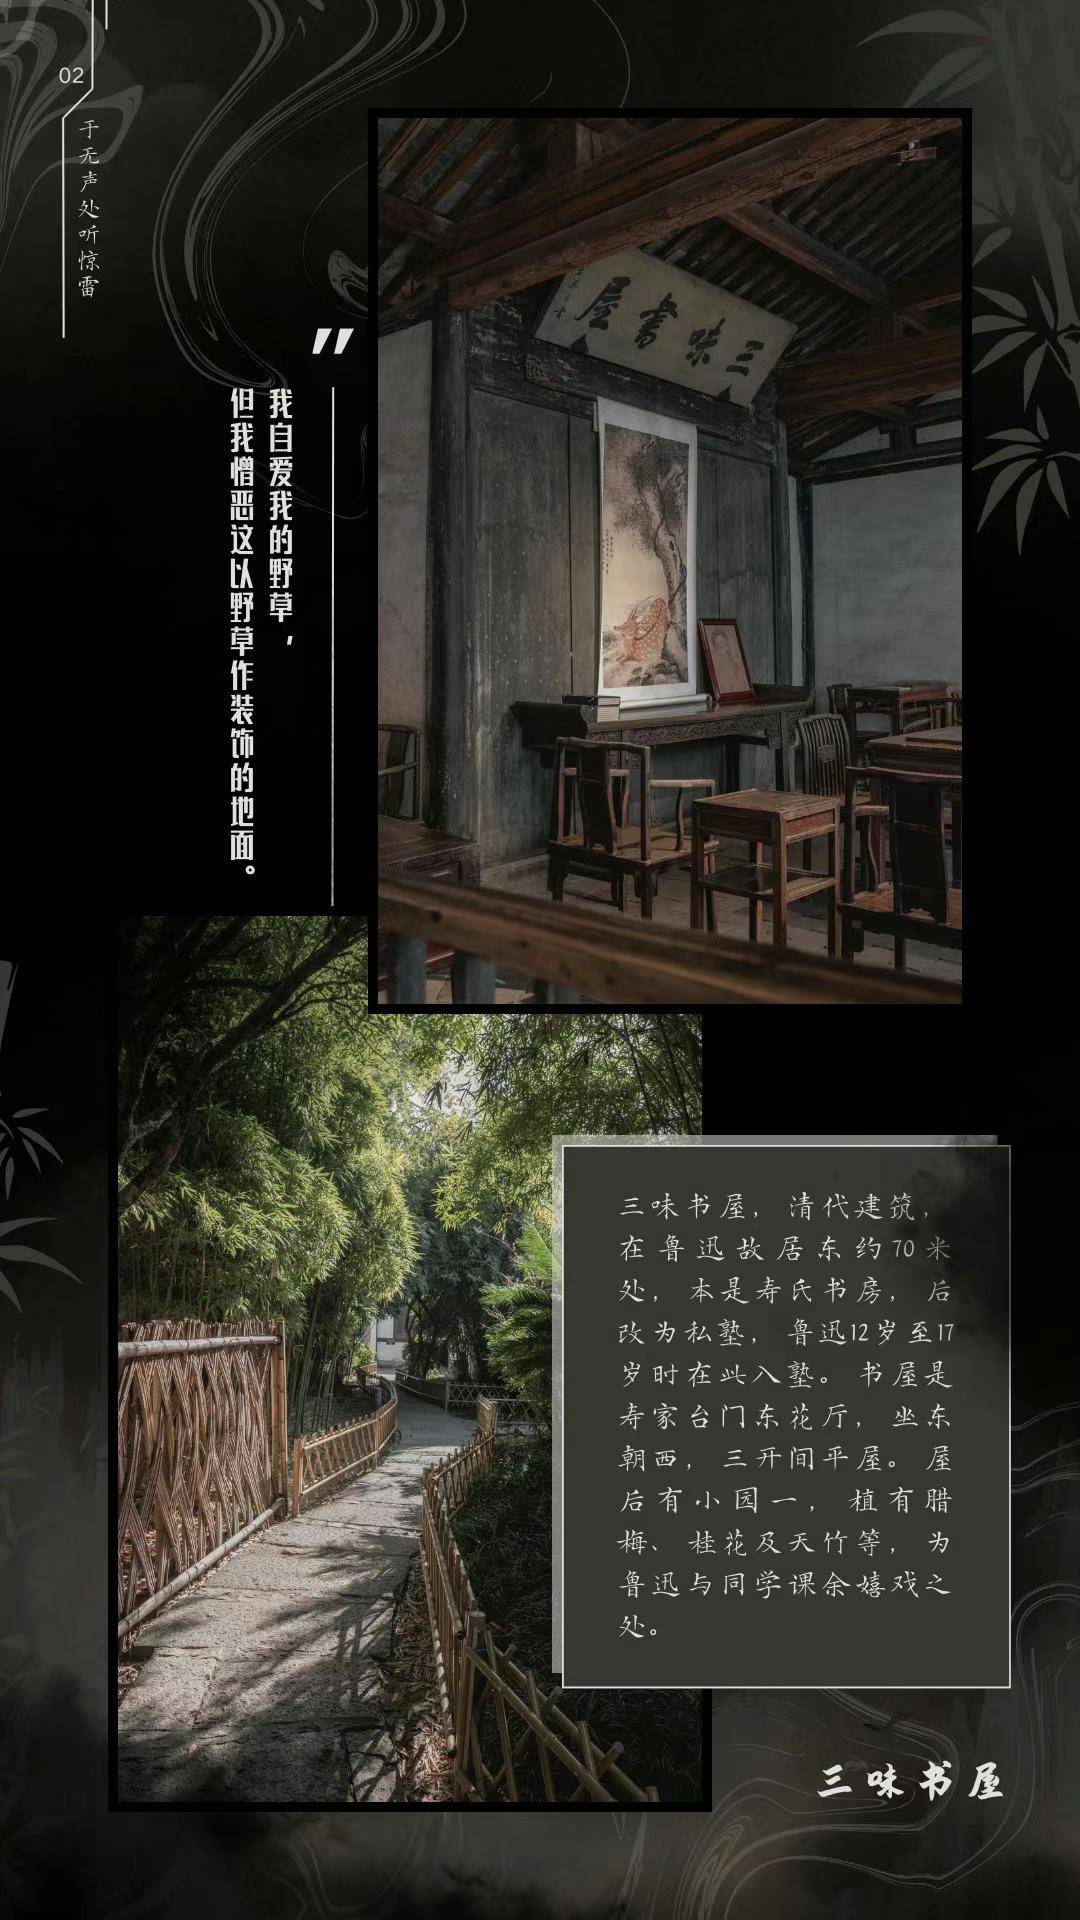 02
于无声处听惊雷
三味書屋
我自爱我的野草，
但我憎恶这以野草作装饰的地面。
三味书屋，清代建筑，
在鲁迅故居东约70米
处，本是寿氏书房，后
改为私塾，鲁迅12岁至17
岁时在此入塾。书屋是
寿家台门东花厅，坐东
朝西，三开间平屋。屋
后有小园一，植有腊
梅、桂花及天竹等，为
鲁迅与同学课余嬉戏之
处。
三味书屋